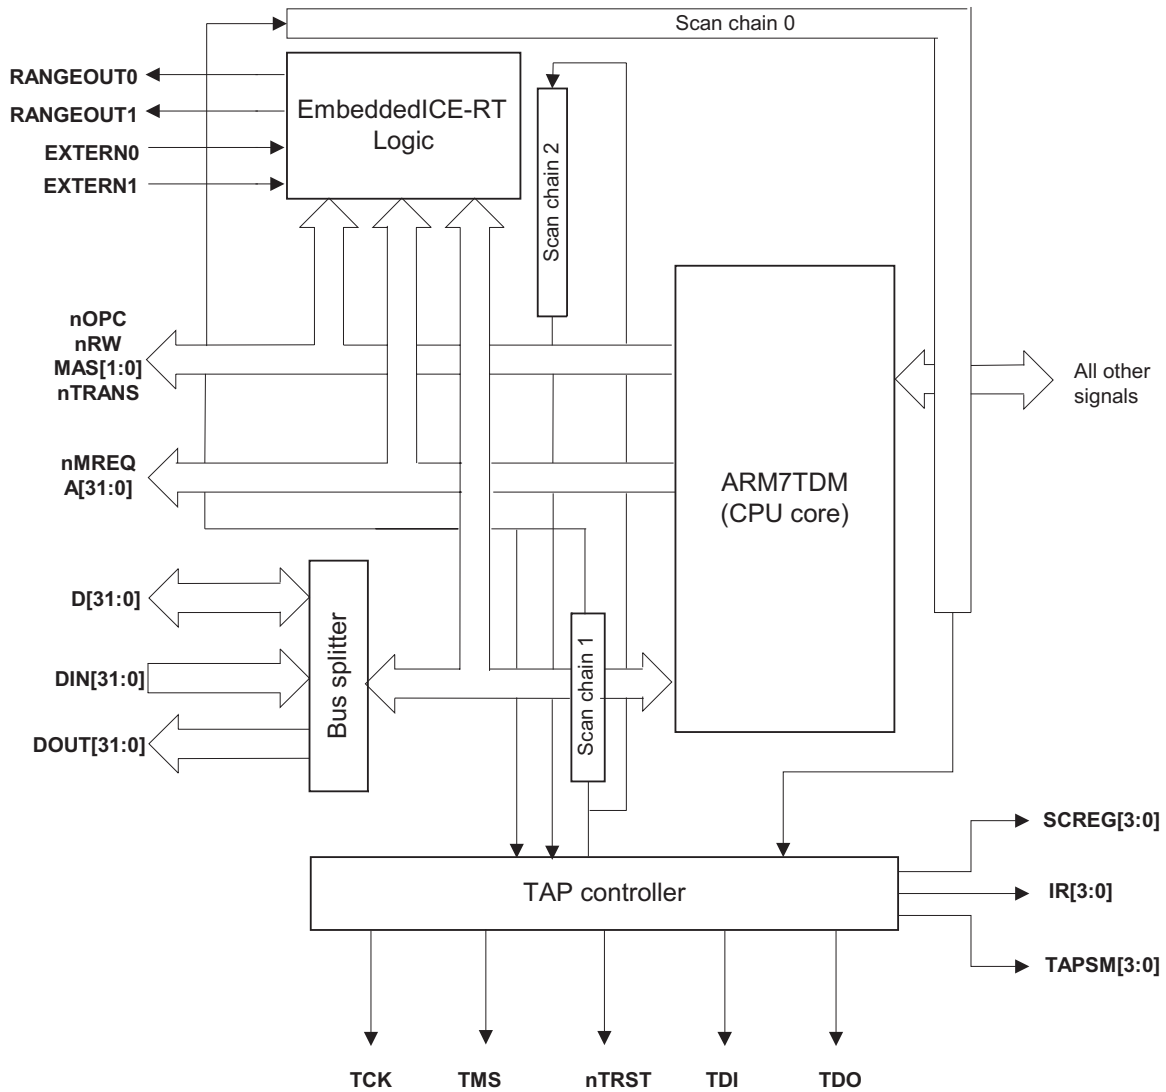 Scan chain 0
RANGEOUT0
RANGEOUT1
EXTERN0
EXTERN1
EmbeddedICE-RT
Logic
Scan chain 2
nOPC
nRW
MAS[1:0]
nTRANS
All other
signals
nMREQ
A[31:0]
ARM7TDM
(CPU core)
D[31:0]
DIN[31:0]
DOUT[31:0]
Bus splitter
Scan chain 1
SCREG[3:0]
TAP controller
IR[3:0]
TAPSM[3:0]
TCK
TMS
nTRST
TDI
TDO